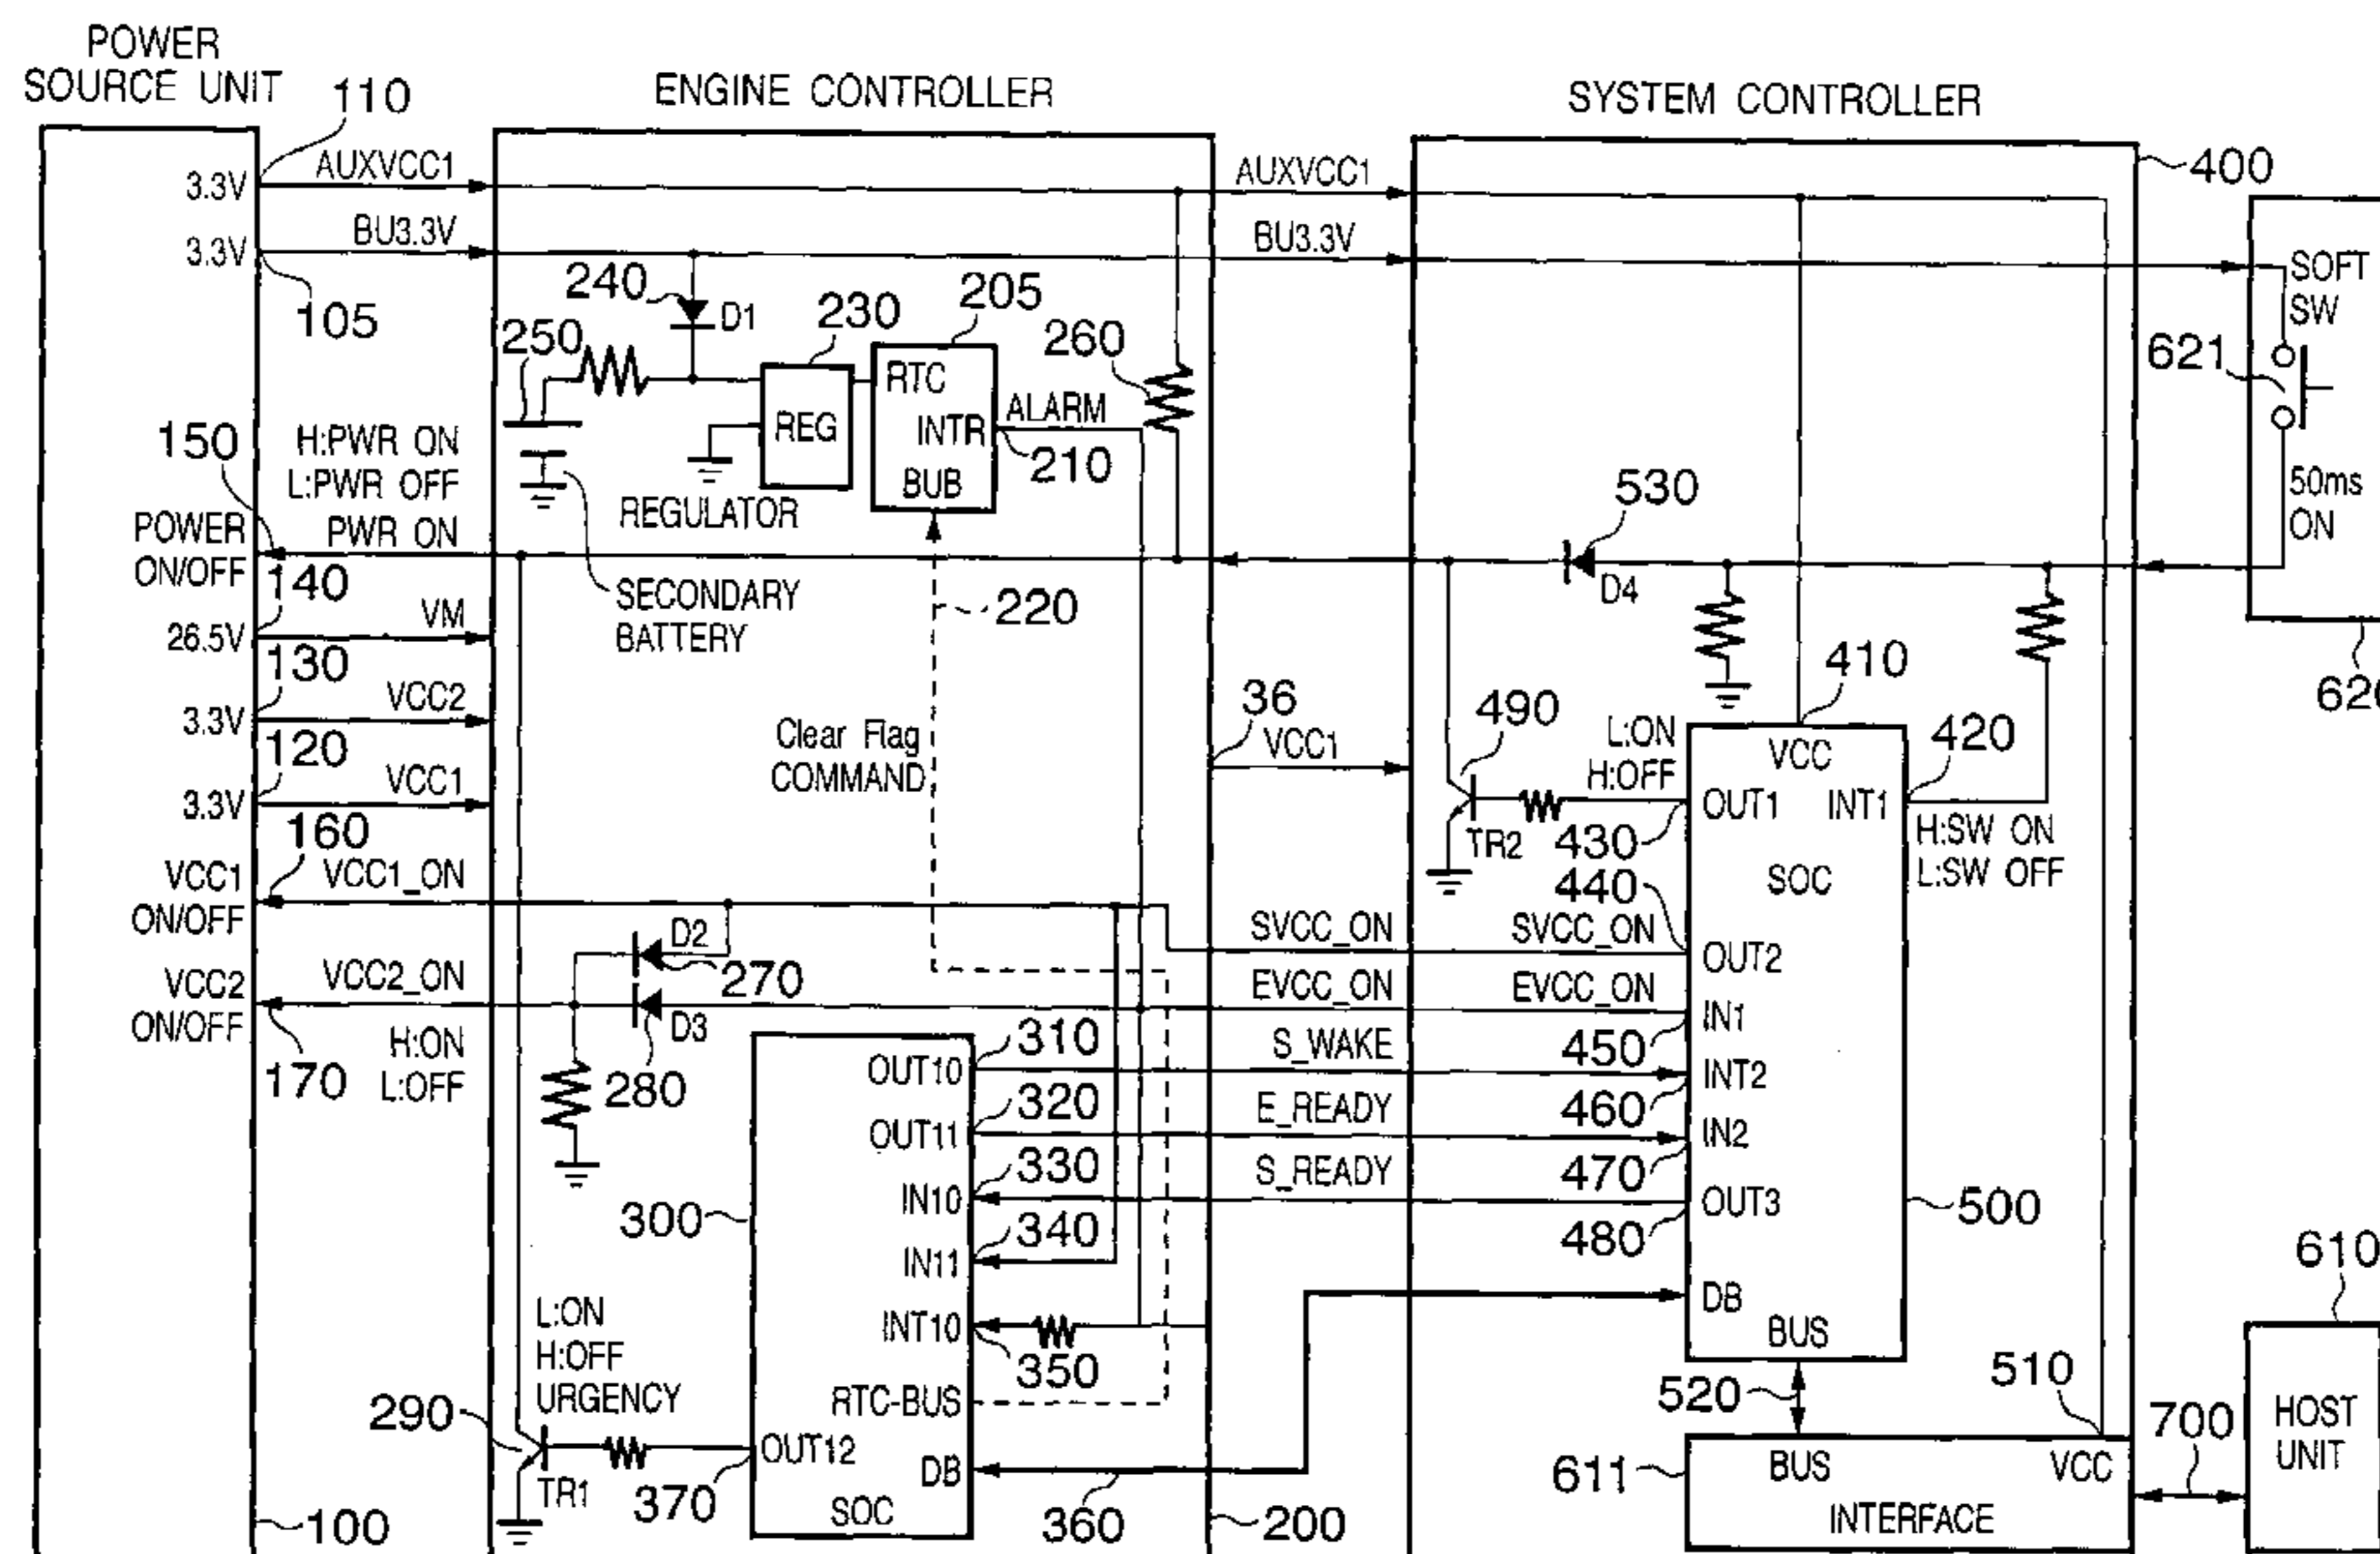 POWER
SOURCE UNIT
110
ENGINE CONTROLLER
SYSTEM CONTROLLER
3.3V
AUXVCC1
AUXVCC1
400
3.3V
BU3.3V
BU3.3V
SOFT
SW
105
240
D1
250
230
205
260
621
RTC
REG
INTR
ALARM
BUB
210
150
H:PWR ON
L:PWR OFF
REGULATOR
530
50ms
ON
POWER
ON/OFF
PWR ON
140
SECONDARY
BATTERY
220
D4
26.5V
VM
130
3.3V
VCC2
120
3.3V
VCC1
Clear Flag
COMMAND
36
VCC1
490
L:ON
H:OFF
410
VCC
420
OUT1
INT1
TR2
430
H:SW ON
L:SW OFF
SOC
160
VCC1
ON/OFF
VCC1_ON
440
D2
270
SVCC_ON
SVCC_ON
OUT2
VCC2
ON/OFF
VCC2_ON
D3
EVCC_ON
EVCC_ON
IN1
450
170
H:ON
L:OFF
280
OUT10
310
S_WAKE
INT2
460
OUT11
320
E_READY
IN2
470
300
IN10
330
S_READY
OUT3
480
500
IN11
340
610
DB
INT10
350
BUS
L:ON
H:OFF
URGENCY
RTC-BUS
520
510
700
HOST
UNIT
290
TR1
OUT12
370
DB
SOC
360
611
BUS
VCC
INTERFACE
100
200